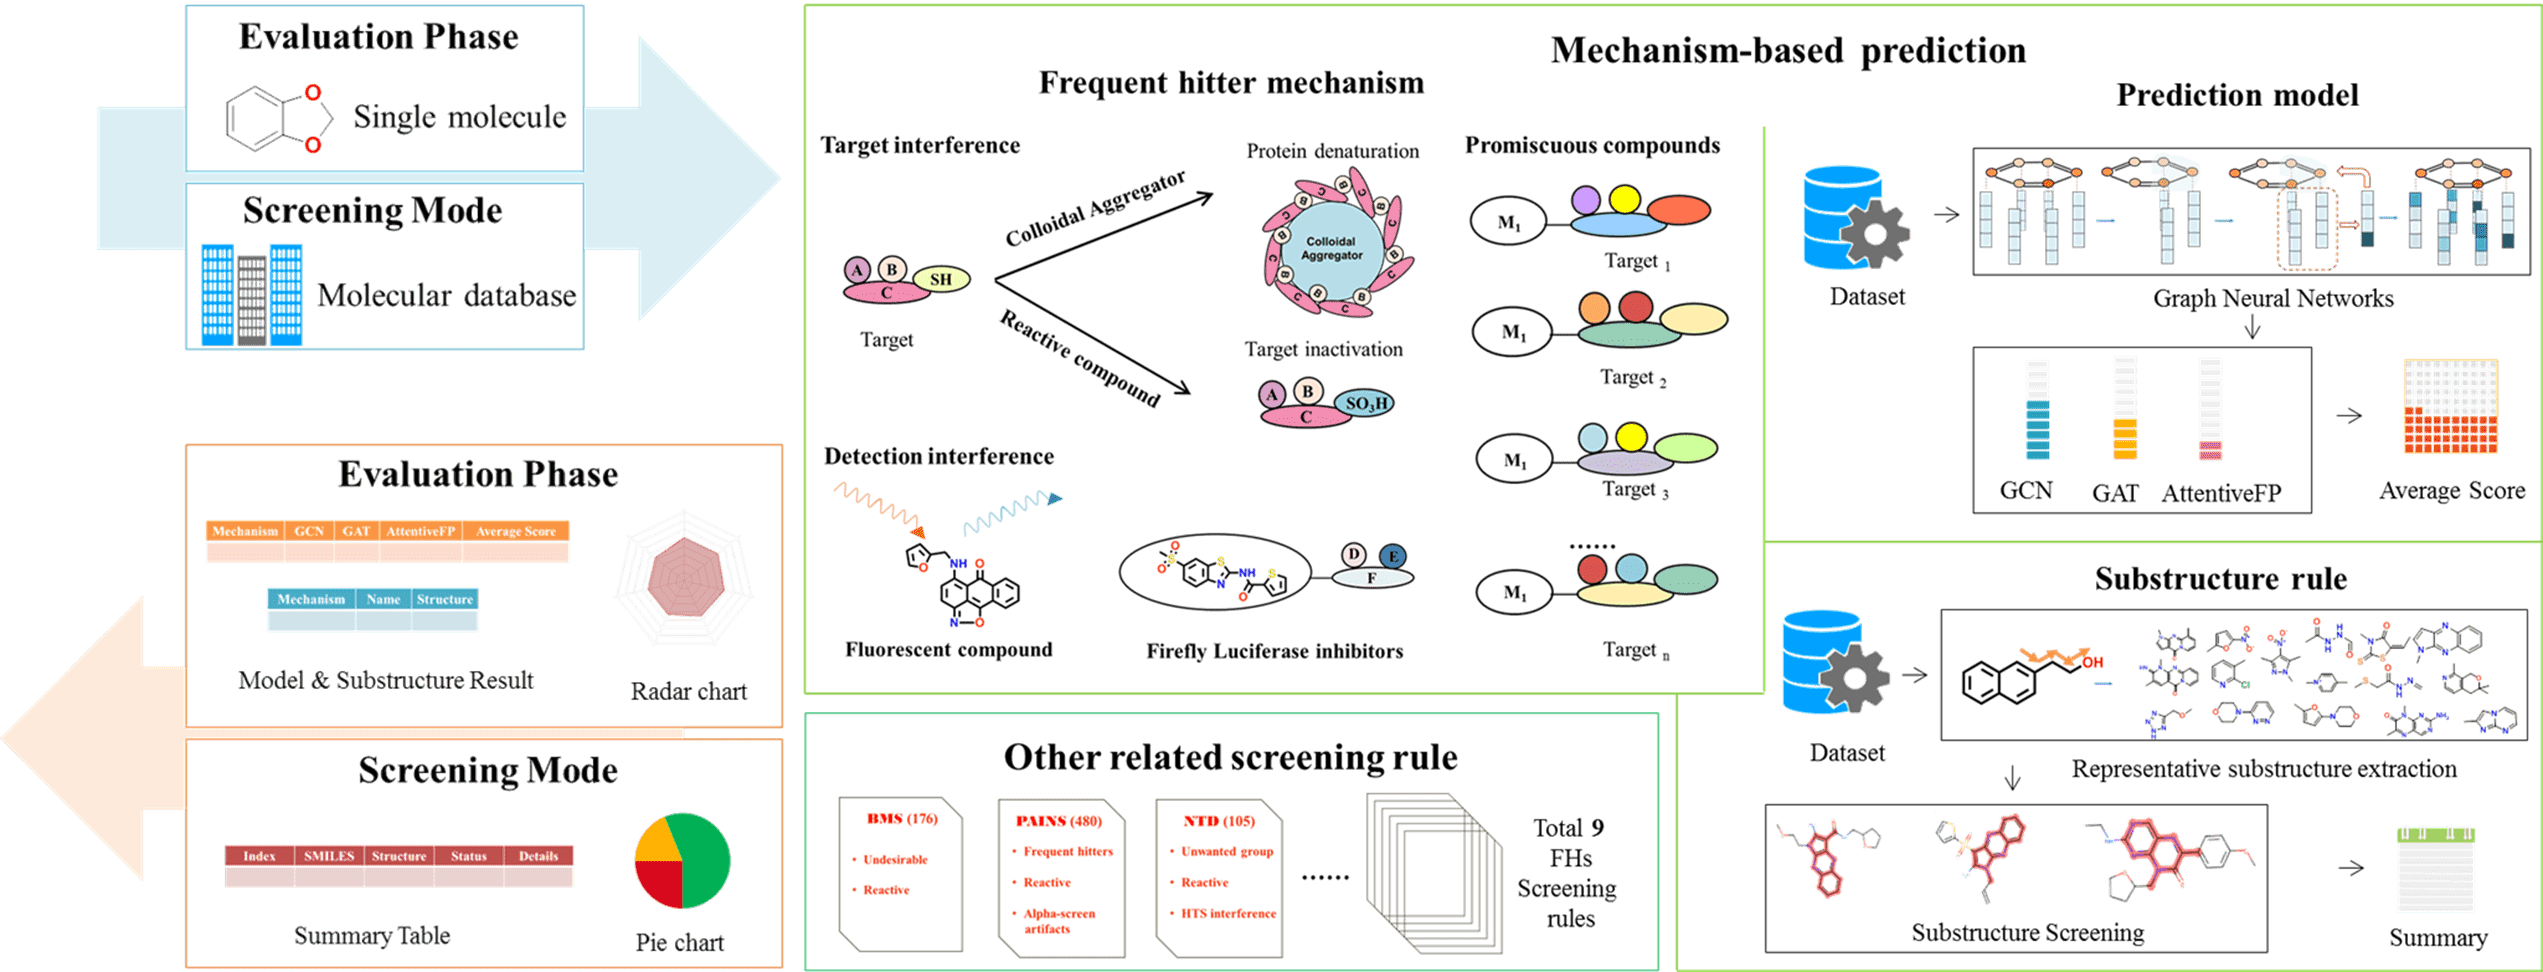 Evaluation Phase
Single molecule
Screening Mode
Molecular database
Mechanism-based prediction
Frequent hitter mechanism
Target interference
A
B
SH
C
Target
Colloidal Aggregator
Reactive compound
Protein denaturation
Colloidal
Aggregator
Target inactivation
A
B
SO3H
C
Promiscuous compounds
M1
Target 1
M1
Target 2
M1
Target 3
......
M1
Target n
Detection interference
Fluorescent compound
D
E
F
Firefly Luciferase inhibitors
Prediction model
Dataset
Graph Neural Networks
GCN
GAT
AttentiveFP
Average Score
Substructure rule
Dataset
OH
Representative substructure extraction
Substructure Screening
Summary
Evaluation Phase
Mechanism GCN GAT AttentiveFP Average Score
Mechanism Name Structure
Model & Substructure Result
Radar chart
Screening Mode
Index SMILES Structure Status Details
Summary Table
Pie chart
Other related screening rule
BMS (176)
• Undesirable
• Reactive
PAINS (480)
• Frequent hitters
• Reactive
• Alpha-screen
artifacts
NTD (105)
• Unwanted group
• Reactive
• HTS interference
......
Total 9
FHs
Screening
rules